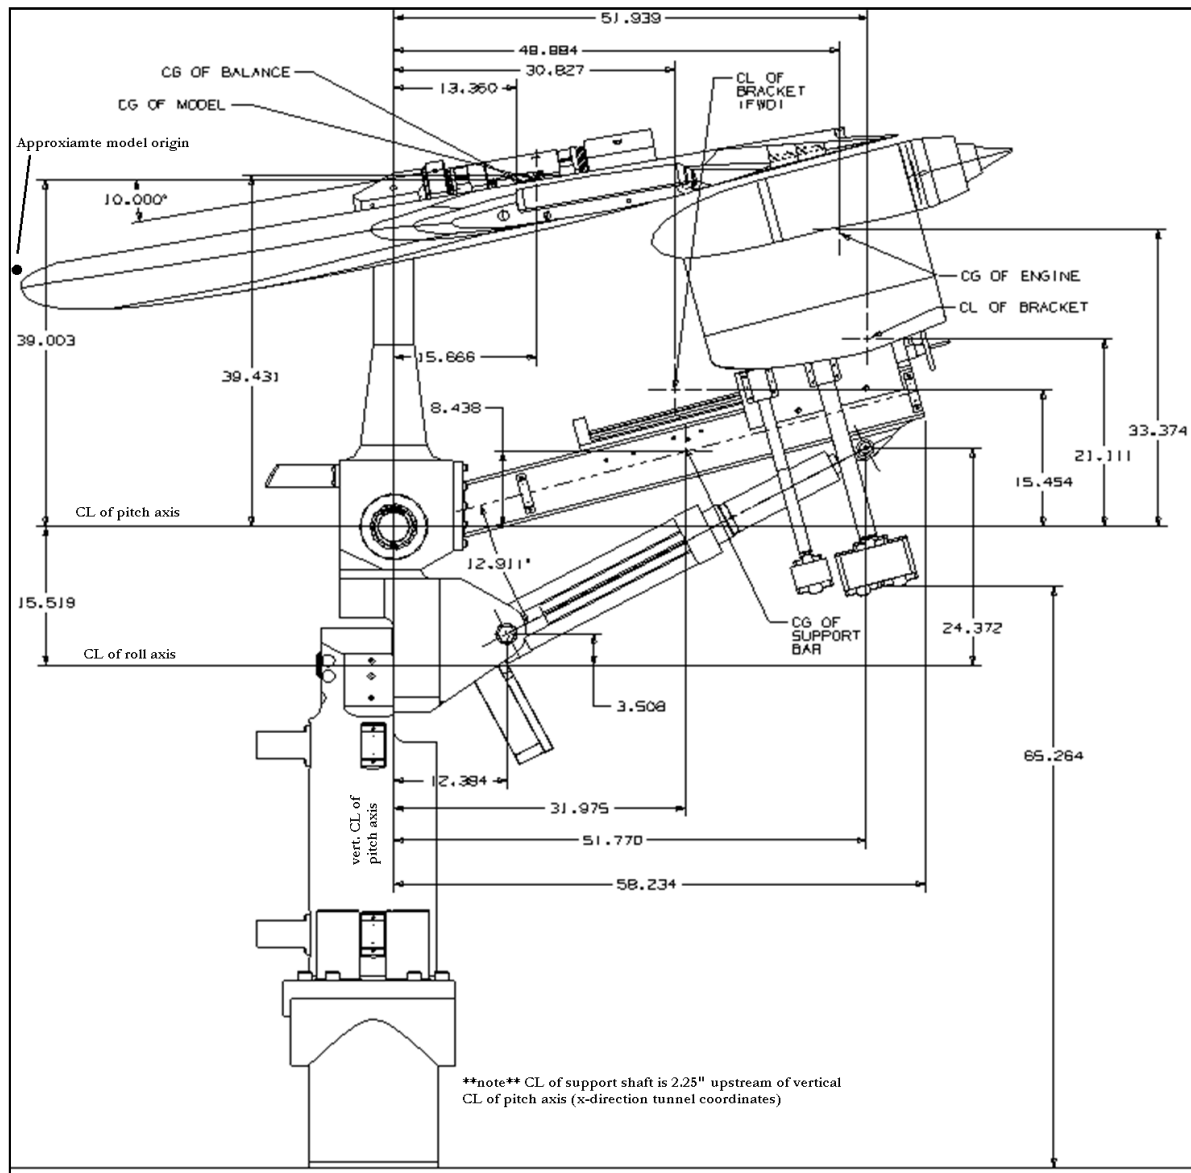 51.939
48.884
30.827
CG OF BALANCE
CL OF
BRACKET
(FWD)
13.360
CG OF MODEL
Approxiamte model origin
10.000°
CG OF ENGINE
CL OF BRACKET
39.003
15.666
39.431
8.438
33.374
21.111
15.454
CL of pitch axis
12.911°
15.519
CG OF
SUPPORT
BAR
24.372
CL of roll axis
3.508
65.264
12.384
31.975
vert. CL of
pitch axis
51.770
58.234
**note** CL of support shaft is 2.25" upstream of vertical
CL of pitch axis (x-direction tunnel coordinates)